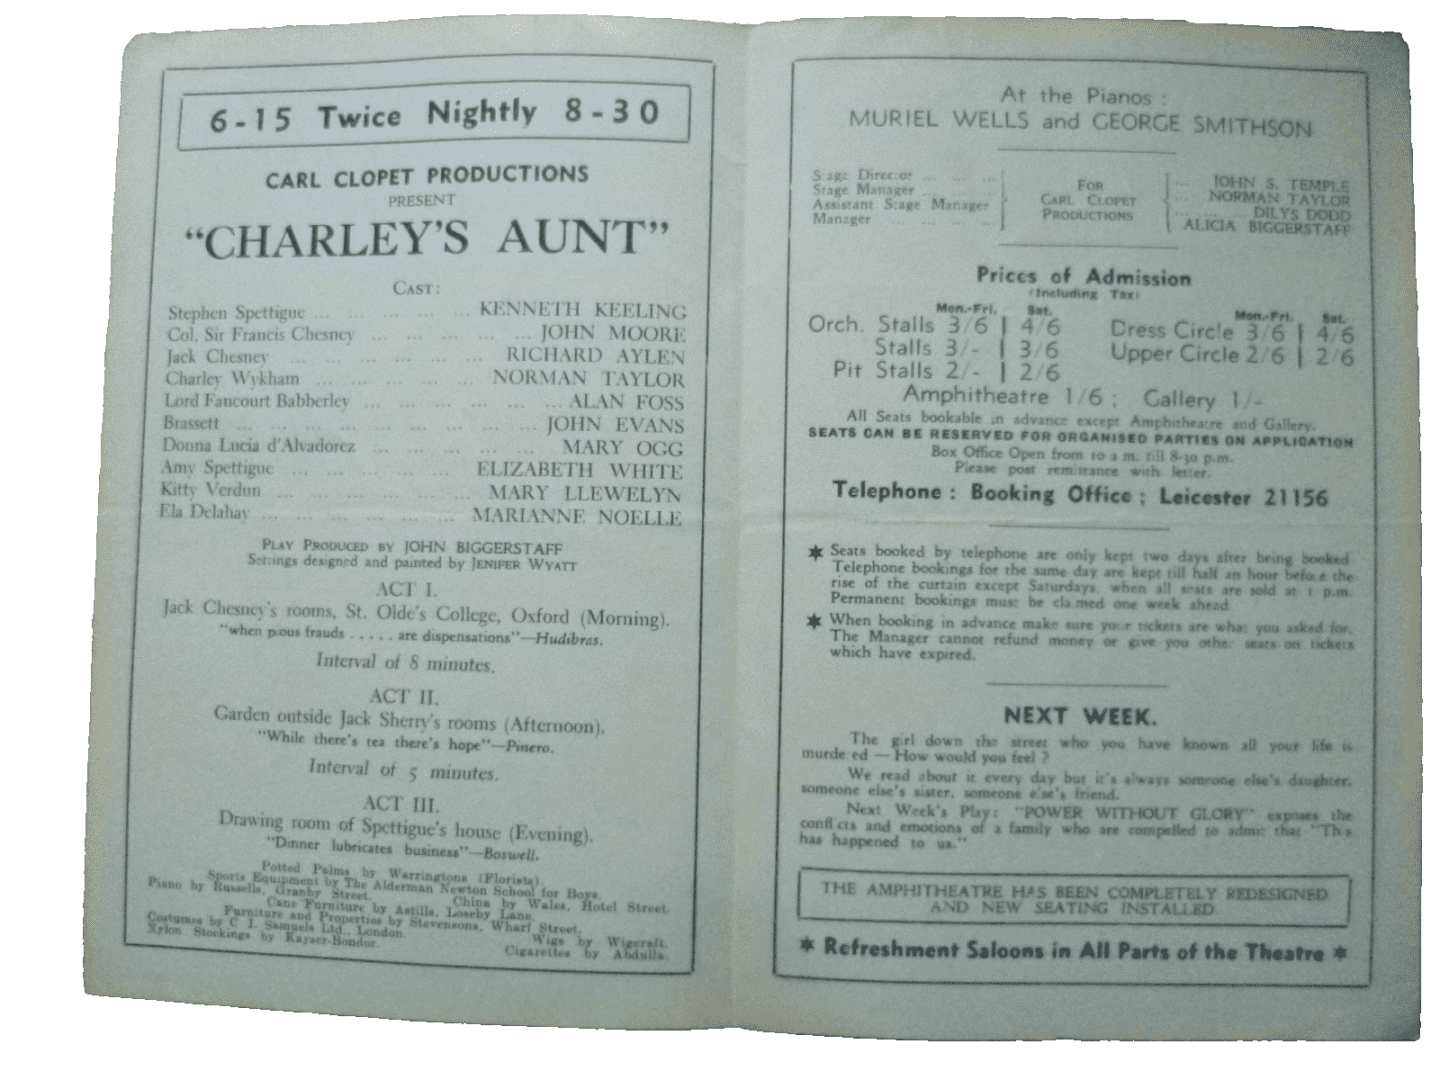 6-15 Twice Nightly 8-30
CARL CLOPET PRODUCTIONS
PRESENT
"CHARLEY'S AUNT"
CAST:
Stephen Spettigue ... ... ... ... ... KENNETH KEELING
Col. Sir Francis Chesney ... ... ... ... ... JOHN MOORE
Jack Chesney ... ... ... ... ... RICHARD AYLEN
Charley Wykham ... ... ... ... ... NORMAN TAYLOR
Lord Fancourt Babberley ... ... ... ... ... ALAN FOSS
Brassett ... ... ... ... ... ... ... JOHN EVANS
Donna Lucia d'Alvadorez ... ... ... ... MARY OGG
Amy Spettigue ... ... ... ... ELIZABETH WHITE
Kitty Verdun ... ... ... ... ... MARY LLEWELYN
Ela Delahay ... ... ... ... ... MARIANNE NOELLE
PLAY PRODUCED BY JOHN BIGGERSTAFF
Settings designed and painted by JENIFER WYATT
ACT I.
Jack Chesney's rooms, St. Olde's College, Oxford (Morning).
"when pious frauds ..... are dispensations"—Hudibras.
Interval of 8 minutes.
ACT II.
Garden outside Jack Sherry's rooms (Afternoon).
"While there's tea there's hope"—Pinero.
Interval of 5 minutes.
ACT III.
Drawing room of Spettigue's house (Evening).
"Dinner lubricates business"—Boswell.
Potted Palms by Warringtons (Florists).
Sports Equipment by The Alderman Newton School for Boys.
Piano by Russells, Granby Street. China by Wales, Hotel Street.
Cane Furniture by Astills, Loseby Lane.
Furniture and Properties by Stevensons, Wharf Street.
Costumes by C. I. Samuels Ltd., London. Wigs by Wigcraft.
Nylon Stockings by Kayser-Bondor. Cigarettes by Abdulla.
At the Pianos :
MURIEL WELLS and GEORGE SMITHSON
Stage Director ... ... ... JOHN S. TEMPLE
Stage Manager ... ... ... FOR ... NORMAN TAYLOR
Assistant Stage Manager CARL CLOPET ... DILYS DODD
Manager ... ... ... ... PRODUCTIONS ALICIA BIGGERSTAFF
Prices of Admission
(Including Tax)
Mon.-Fri. Sat. Mon.-Fri. Sat.
Orch. Stalls 3/6 | 4/6 Dress Circle 3/6 | 4/6
Stalls 3/- | 3/6 Upper Circle 2/6 | 2/6
Pit Stalls 2/- | 2/6
Amphitheatre 1/6 ; Gallery 1/-
All Seats bookable in advance except Amphitheatre and Gallery.
SEATS CAN BE RESERVED FOR ORGANISED PARTIES ON APPLICATION
Box Office Open from 10 a.m. till 8-30 p.m.
Please post remittance with letter.
Telephone : Booking Office : Leicester 21156
✶ Seats booked by telephone are only kept two days after being booked
Telephone bookings for the same day are kept till half an hour before the
rise of the curtain except Saturdays, when all seats are sold at 1 p.m.
Permanent bookings must be claimed one week ahead
✶ When booking in advance make sure your tickets are what you asked for.
The Manager cannot refund money or give you other seats on tickets
which have expired.
NEXT WEEK.
The girl down the street who you have known all your life is
murdered — How would you feel ?
We read about it every day but it's always someone else's daughter,
someone else's sister, someone else's friend.
Next Week's Play: "POWER WITHOUT GLORY" exposes the
conflicts and emotions of a family who are compelled to admit that "This
has happened to us."
THE AMPHITHEATRE HAS BEEN COMPLETELY REDESIGNED
AND NEW SEATING INSTALLED.
✶ Refreshment Saloons in All Parts of the Theatre ✶